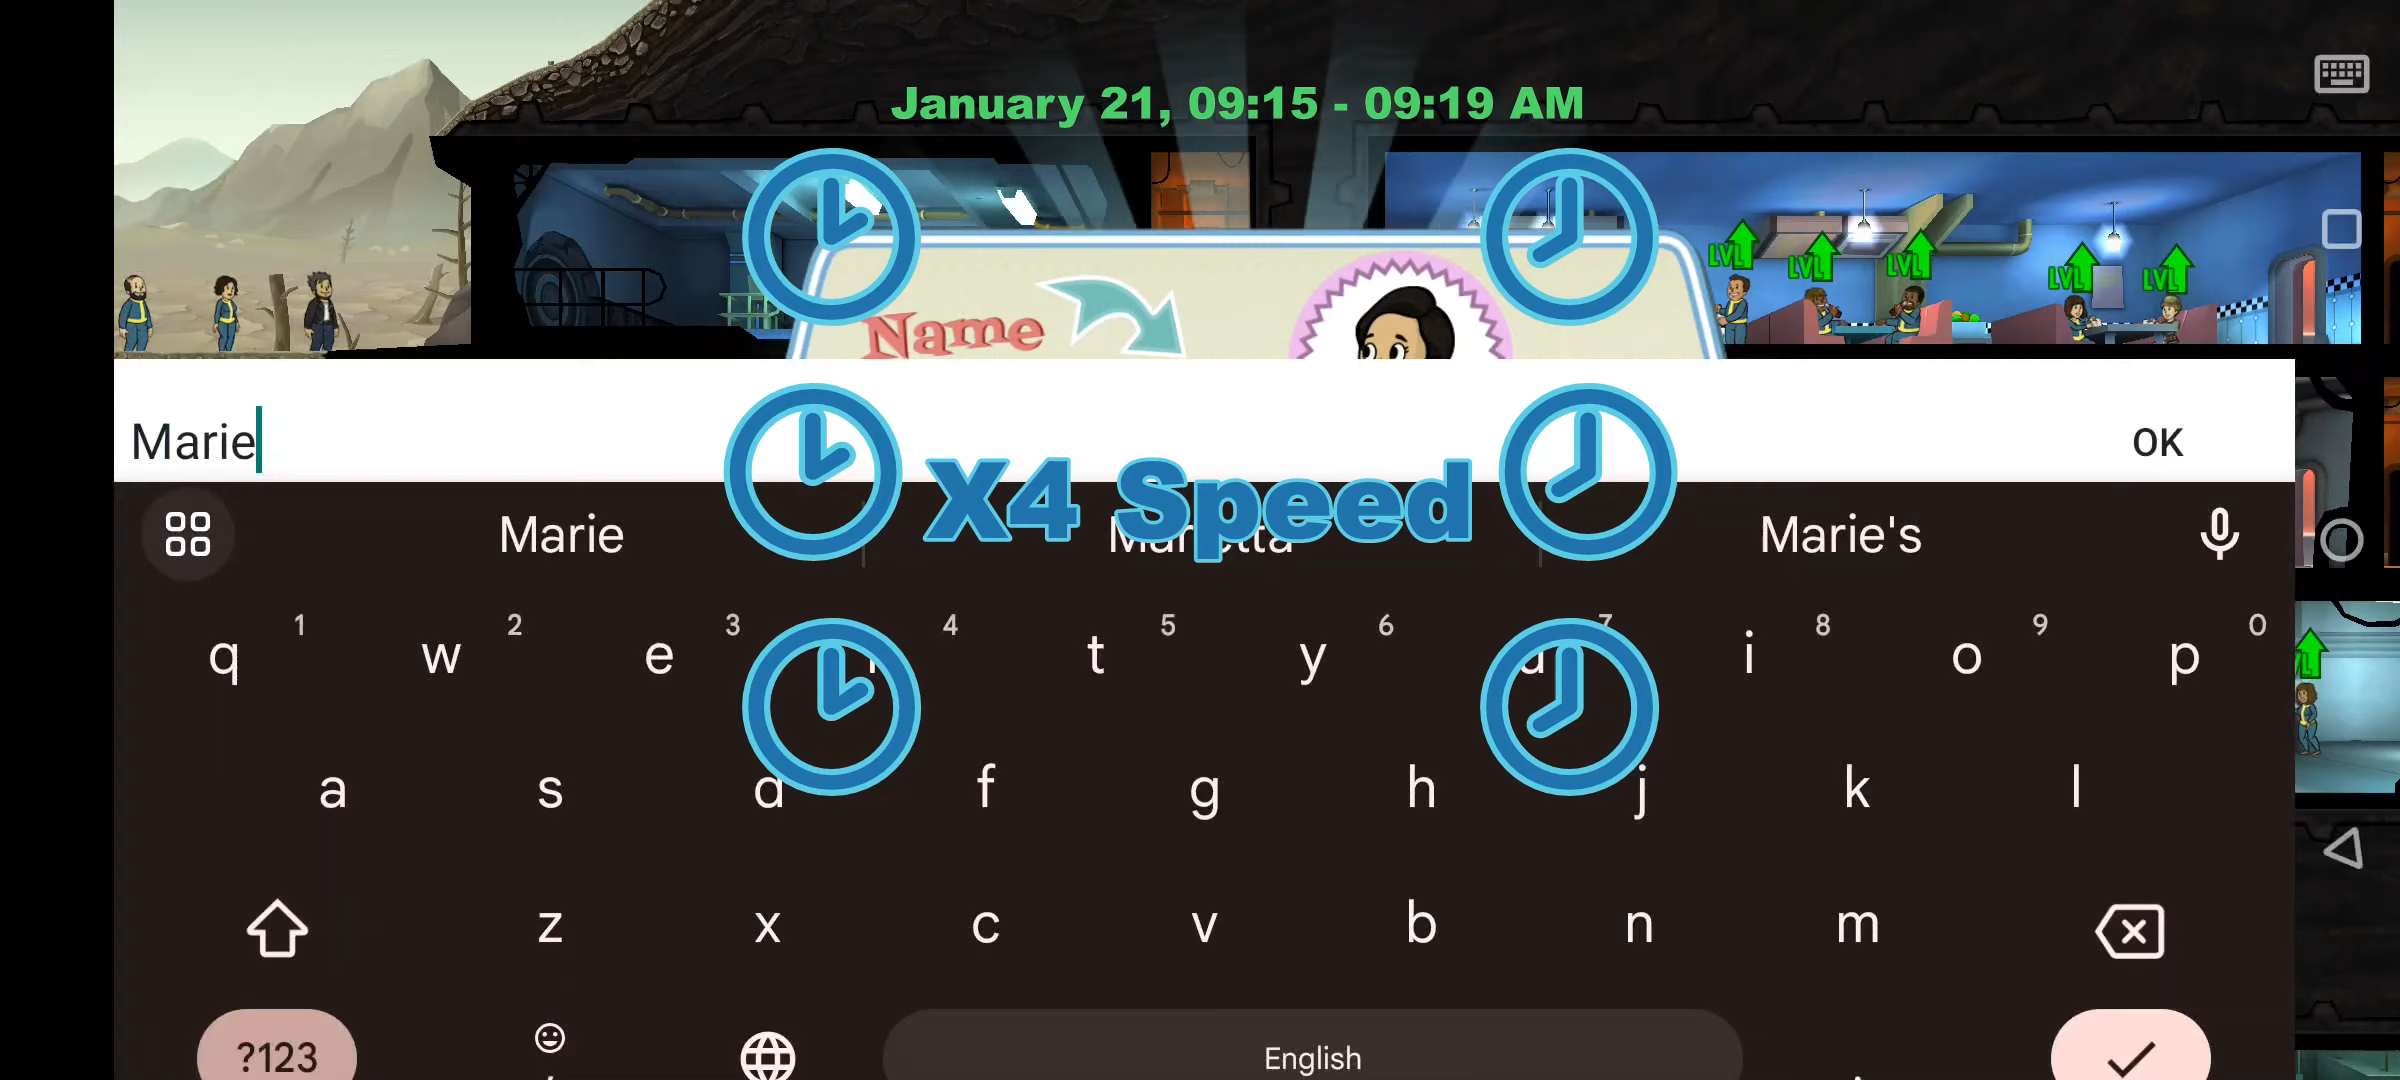 January 21, 09:15 - 09:19 AM
LVL LVL LVL LVL LVL
Name
Marie
OK
X4 Speed
Marie
Marie's
1 2 3 4 5 6 7 8 9 0
q w e t y u i o p
a s d f g h j k l
z x c v b n m
?123
English